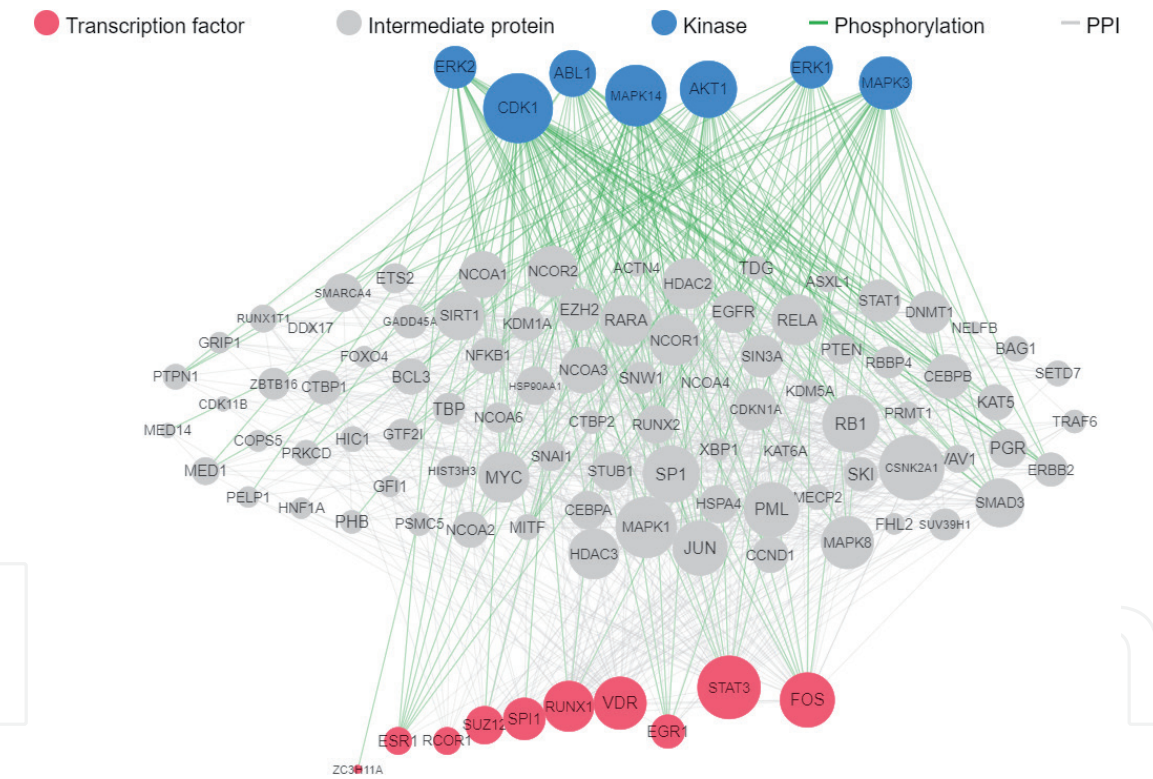 Transcription factor
Intermediate protein
Kinase
Phosphorylation
PPI
ERK2
ABL1
ERK1
CDK1
MAPK14
AKT1
MAPK3
NCOA1
NCOR2
ACTN4
TDG
ETS2
SMARCA4
HDAC2
ASXL1
STAT1
RUNX1T1
DDX17
GADD45A
SIRT1
KDM1A
EZH2
RARA
EGFR
RELA
DNMT1
NELFB
GRIP1
FOXO4
NFKB1
NCOR1
SIN3A
PTEN
RBBP4
BAG1
PTPN1
ZBTB16
CTBP1
BCL3
HSP90AA1
NCOA3
SNW1
NCOA4
KDM5A
CEBPB
SETD7
CDK11B
TBP
NCOA6
CTBP2
RUNX2
CDKN1A
RB1
PRMT1
KAT5
TRAF6
MED14
COPS5
PRKCD
HIC1
GTF2I
SNAI1
XBP1
KAT6A
VAV1
PGR
MED1
HIST3H3
MYC
STUB1
SP1
SKI
CSNK2A1
ERBB2
PELP1
HNF1A
GFI1
CEBPA
HSPA4
MECP2
SMAD3
PHB
PSMC5
NCOA2
MITF
MAPK1
PML
FHL2
SUV39H1
HDAC3
JUN
CCND1
MAPK8
STAT3
FOS
VDR
RUNX1
SPI1
SUZ12
EGR1
ESR1
RCOR1
ZC3H11A